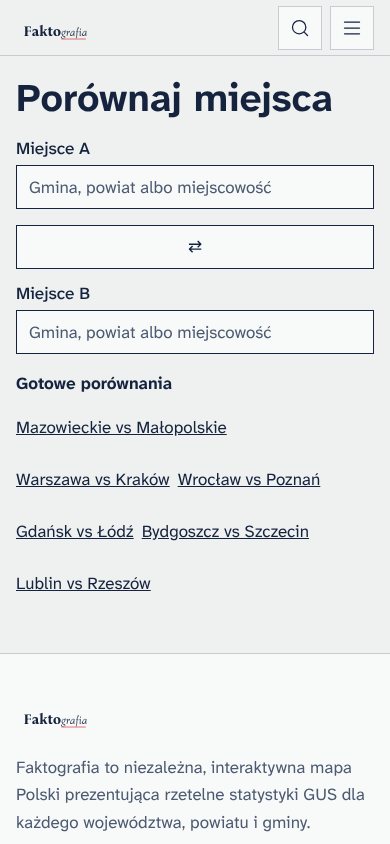 Faktografia
Porównaj miejsca
Miejsce A
Gmina, powiat albo miejscowość
⇄
Miejsce B
Gmina, powiat albo miejscowość
Gotowe porównania
Mazowieckie vs Małopolskie
Warszawa vs Kraków Wrocław vs Poznań
Gdańsk vs Łódź Bydgoszcz vs Szczecin
Lublin vs Rzeszów
Faktografia
Faktografia to niezależna, interaktywna mapa
Polski prezentująca rzetelne statystyki GUS dla
każdego województwa, powiatu i gminy.